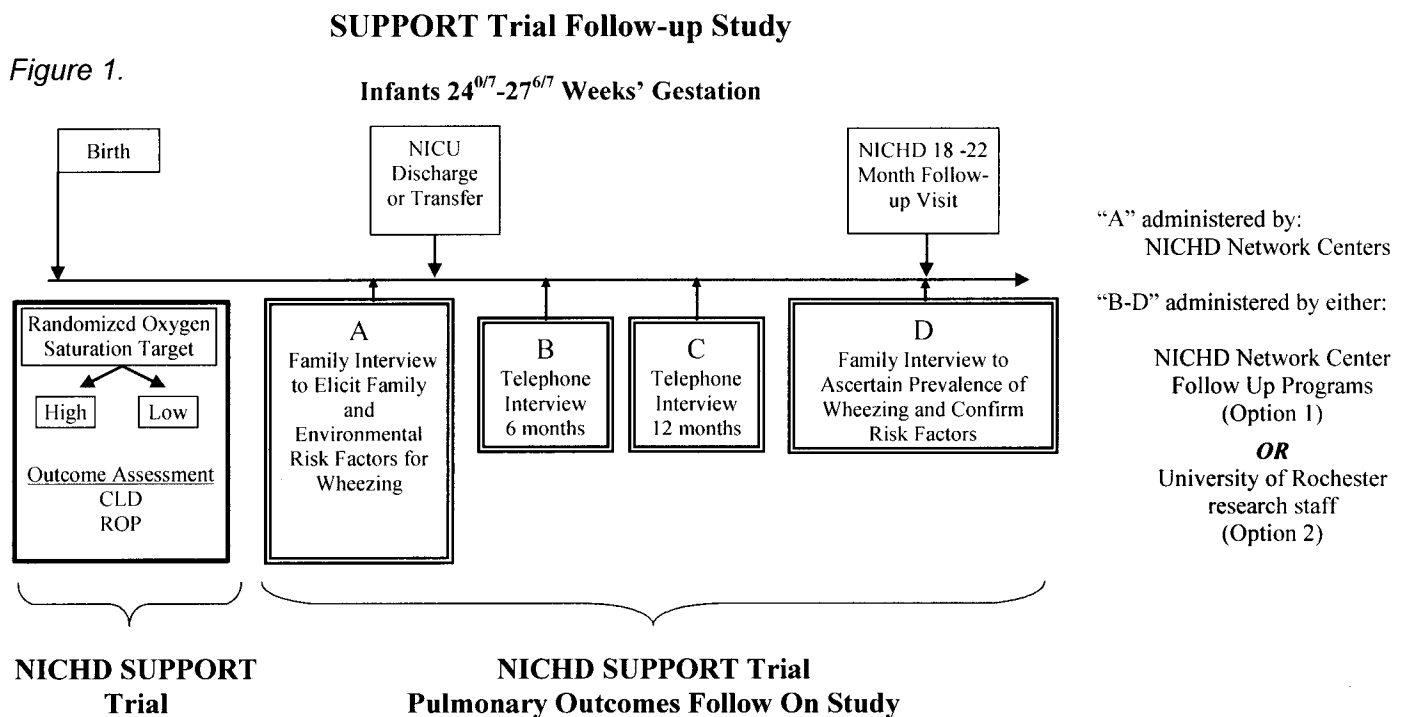 SUPPORT Trial Follow-up Study
Figure 1.
Infants 24^0/7-27^6/7 Weeks' Gestation
Birth
NICU
Discharge
or Transfer
NICHD 18 -22
Month Follow-
up Visit
Randomized Oxygen
Saturation Target
High
Low
Outcome Assessment
CLD
ROP
A
Family Interview
to Elicit Family
and
Environmental
Risk Factors for
Wheezing
B
Telephone
Interview
6 months
C
Telephone
Interview
12 months
D
Family Interview to
Ascertain Prevalence of
Wheezing and Confirm
Risk Factors
“A” administered by:
NICHD Network Centers
“B-D” administered by either:
NICHD Network Center
Follow Up Programs
(Option 1)
OR
University of Rochester
research staff
(Option 2)
NICHD SUPPORT
Trial
NICHD SUPPORT Trial
Pulmonary Outcomes Follow On Study